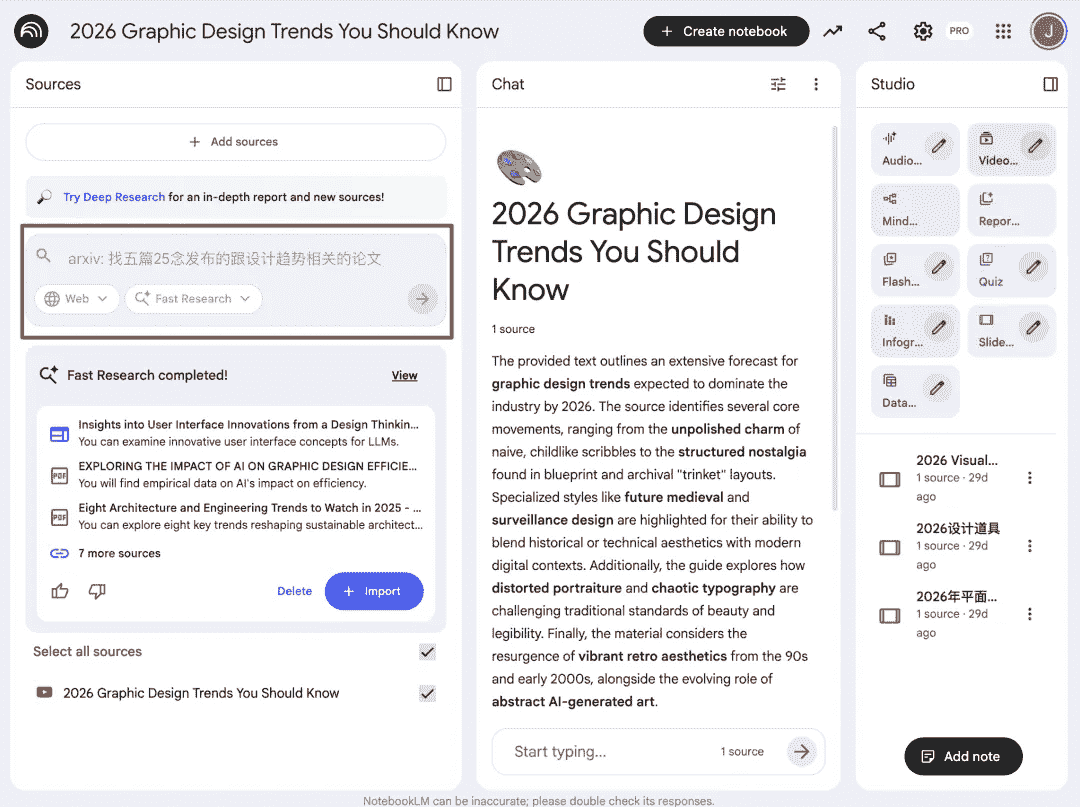 2026 Graphic Design Trends You Should Know
+ Create notebook
PRO
J
Sources
+ Add sources
Try Deep Research for an in-depth report and new sources!
arxiv: 找五篇25念发布的跟设计趋势相关的论文
Web
Fast Research
Fast Research completed!
View
Insights into User Interface Innovations from a Design Thinkin...
You can examine innovative user interface concepts for LLMs.
PDF
EXPLORING THE IMPACT OF AI ON GRAPHIC DESIGN EFFICIE...
You will find empirical data on AI's impact on efficiency.
PDF
Eight Architecture and Engineering Trends to Watch in 2025 - ...
You can explore eight key trends reshaping sustainable architect...
7 more sources
Delete
+ Import
Select all sources
2026 Graphic Design Trends You Should Know
Chat
2026 Graphic Design
Trends You Should
Know
1 source
The provided text outlines an extensive forecast for
graphic design trends expected to dominate the
industry by 2026. The source identifies several core
movements, ranging from the unpolished charm of
naive, childlike scribbles to the structured nostalgia
found in blueprint and archival "trinket" layouts.
Specialized styles like future medieval and
surveillance design are highlighted for their ability to
blend historical or technical aesthetics with modern
digital contexts. Additionally, the guide explores how
distorted portraiture and chaotic typography are
challenging traditional standards of beauty and
legibility. Finally, the material considers the
resurgence of vibrant retro aesthetics from the 90s
and early 2000s, alongside the evolving role of
abstract AI-generated art.
Start typing...
1 source
Studio
Audio...
Video...
Mind...
Repor...
Flash...
Quiz
Infogr...
Slide...
Data...
2026 Visual...
1 source · 29d
ago
2026设计道具
1 source · 29d
ago
2026年平面...
1 source · 29d
ago
Add note
NotebookLM can be inaccurate; please double check its responses.